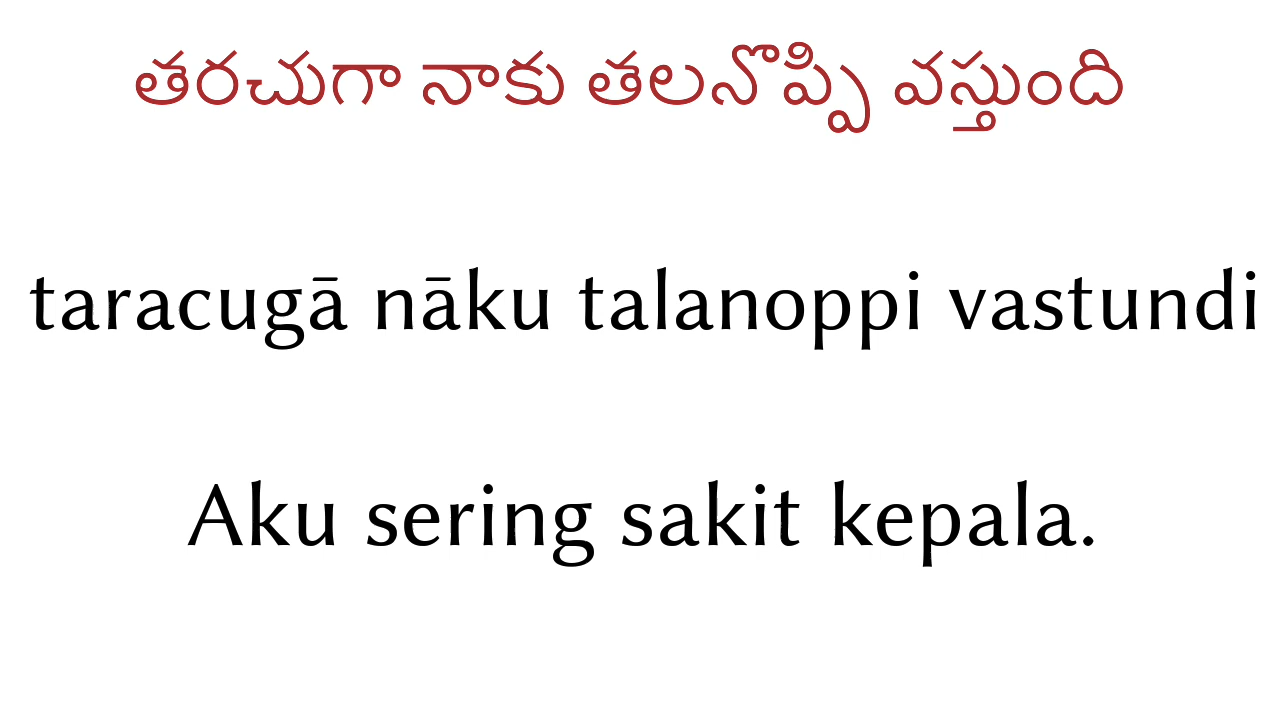 తరచుగా నాకు తలనొప్పి వస్తుంది
taracugā nāku talanoppi vastundi
Aku sering sakit kepala.